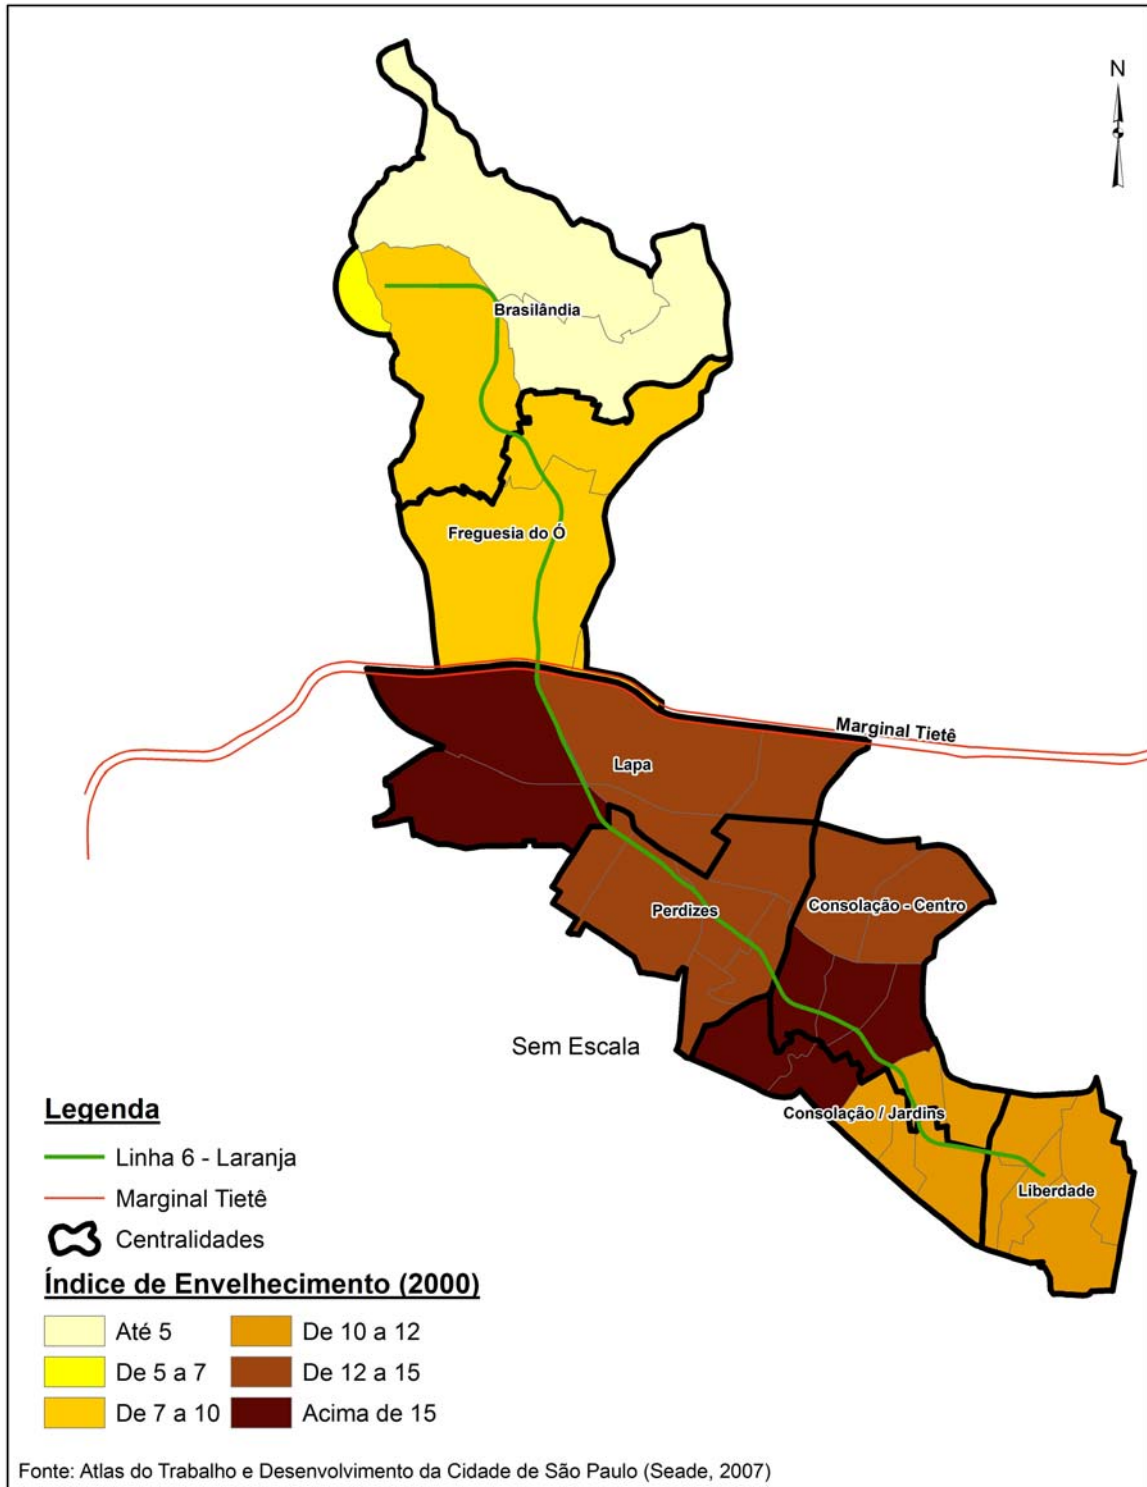 N
Brasilândia
Freguesia do Ó
Marginal Tietê
Lapa
Consolação - Centro
Perdizes
Sem Escala
Consolação / Jardins
Liberdade
Legenda
Linha 6 - Laranja
Marginal Tietê
Centralidades
Índice de Envelhecimento (2000)
Até 5
De 10 a 12
De 5 a 7
De 12 a 15
De 7 a 10
Acima de 15
Fonte: Atlas do Trabalho e Desenvolvimento da Cidade de São Paulo (Seade, 2007)